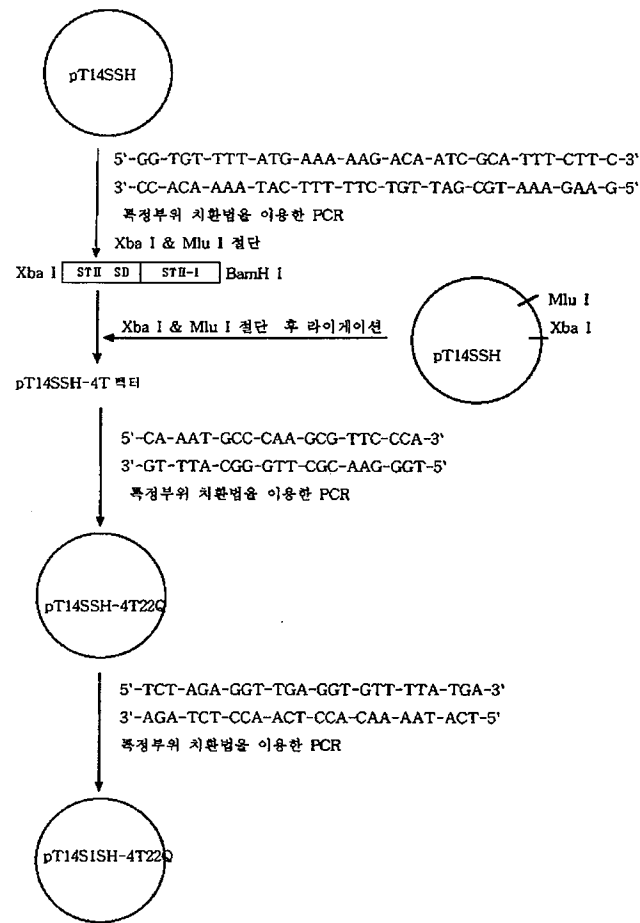 pT14SSH
5'-GG-TGT-TTT-ATG-AAA-AAG-ACA-ATC-GCA-TTT-CTT-C-3'
3'-CC-ACA-AAA-TAC-TTT-TTC-TGT-TAG-CGT-AAA-GAA-G-5'
특정부위 치환법을 이용한 PCR
Xba I & Mlu I 절단
Xba I STII SD STII-1 BamH I
Mlu I
Xba I
Xba I & Mlu I 절단 후 라이게이션
pT14SSH
pT14SSH-4T 벡터
5'-CA-AAT-GCC-CAA-GCG-TTC-CCA-3'
3'-GT-TTA-CGG-GTT-CGC-AAG-GGT-5'
특정부위 치환법을 이용한 PCR
pT14SSH-4T22Q
5'-TCT-AGA-GGT-TGA-GGT-GTT-TTA-TGA-3'
3'-AGA-TCT-CCA-ACT-CCA-CAA-AAT-ACT-5'
특정부위 치환법을 이용한 PCR
pT14S1SH-4T22Q